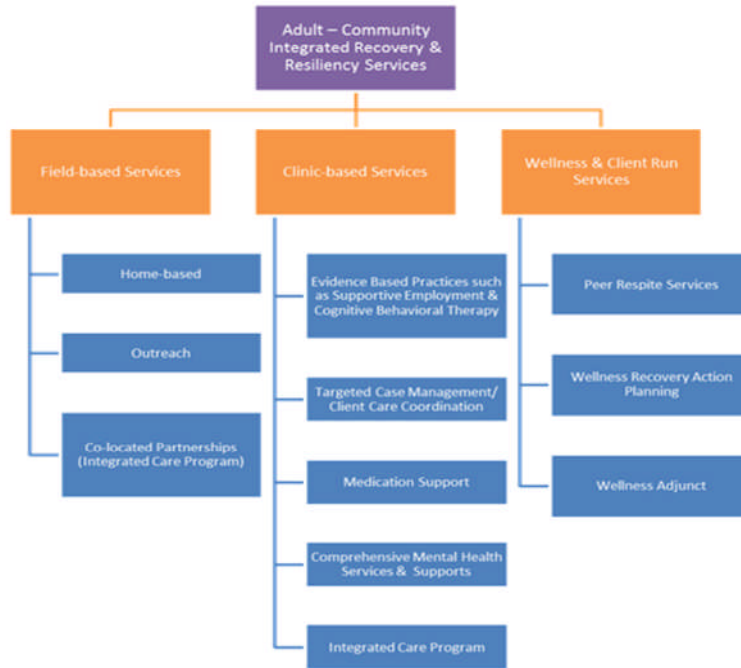 Adult – Community
Integrated Recovery &
Resiliency Services
Field-based Services
Clinic-based Services
Wellness & Client Run
Services
Home-based
Outreach
Co-located Partnerships
(Integrated Care Program)
Evidence Based Practices such
as Supportive Employment &
Cognitive Behavioral Therapy
Targeted Case Management/
Client Care Coordination
Medication Support
Comprehensive Mental Health
Services & Supports
Integrated Care Program
Peer Respite Services
Wellness Recovery Action
Planning
Wellness Adjunct